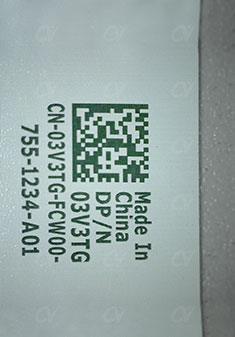 Made In
China
DP/N
03V3TG
CN-03V3TG-FCW00-
755-1234-A01